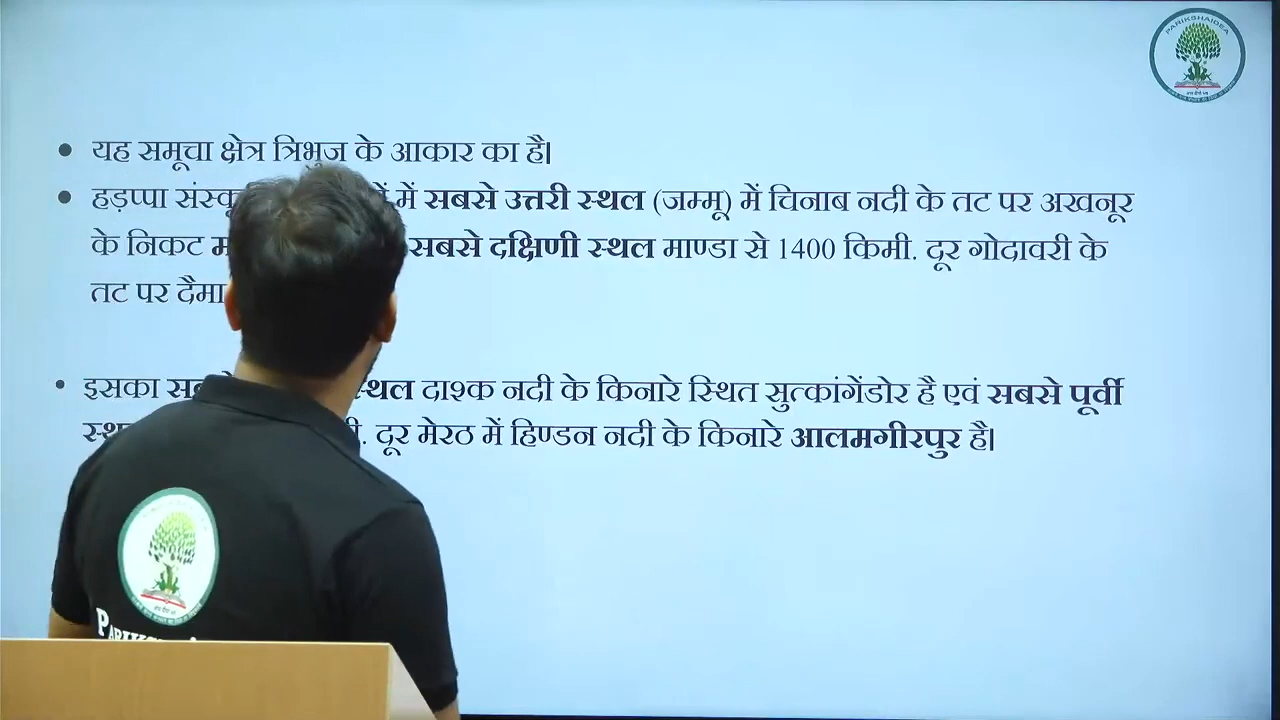 PARIKSHAIDEA
यह समूचा क्षेत्र त्रिभुज के आकार का है।
हड़प्पा में सबसे उत्तरी स्थल (जम्मू) में चिनाब नदी के तट पर अखनूर
के निकट सबसे दक्षिणी स्थल माण्डा से 1400 किमी. दूर गोदावरी के
तट पर
इसका दाश्क नदी के किनारे स्थित सुत्कांगेंडोर है एवं सबसे पूर्वी
दूर मेरठ में हिण्डन नदी के किनारे आलमगीरपुर है।